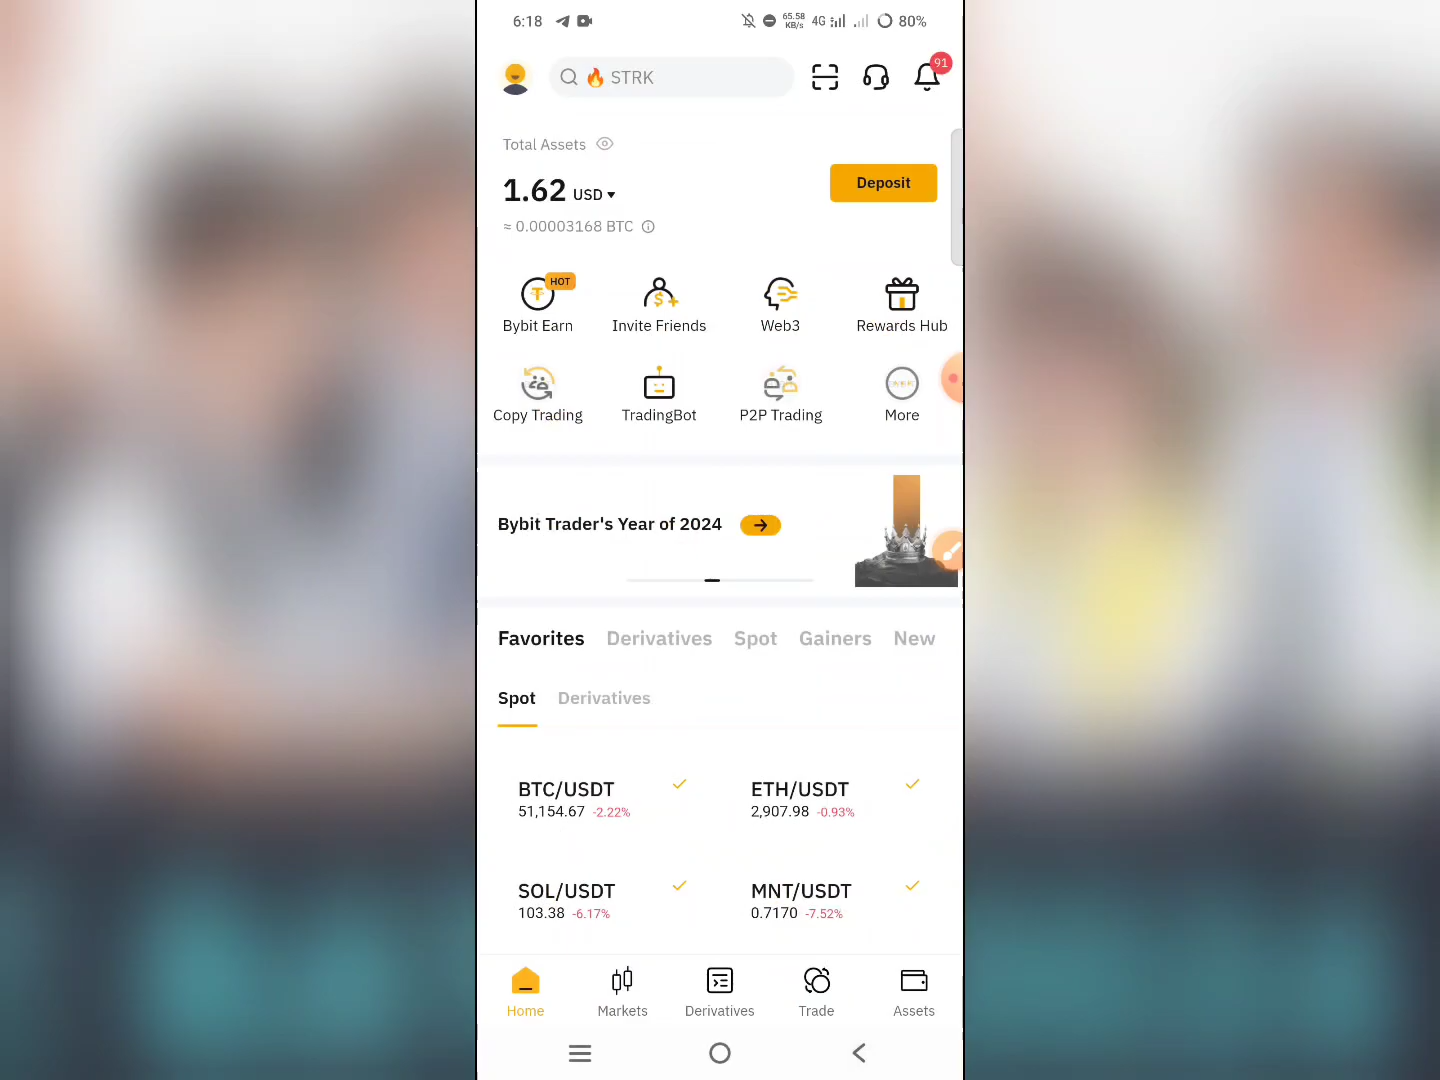 6:18 65.58 KB/s 4G 80%
STRK 91
Total Assets
1.62 USD Deposit
≈ 0.00003168 BTC
HOT
Bybit Earn Invite Friends Web3 Rewards Hub
Copy Trading TradingBot P2P Trading More
Bybit Trader's Year of 2024
Favorites Derivatives Spot Gainers New
Spot Derivatives
BTC/USDT ETH/USDT
51,154.67 -2.22% 2,907.98 -0.93%
SOL/USDT MNT/USDT
103.38 -6.17% 0.7170 -7.52%
Home Markets Derivatives Trade Assets